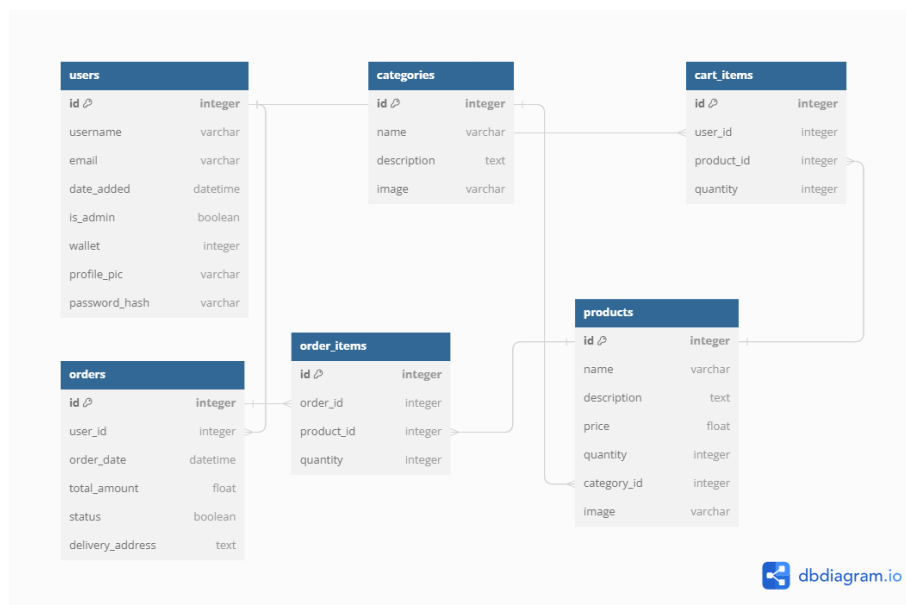 users
id integer
username varchar
email varchar
date_added datetime
is_admin boolean
wallet integer
profile_pic varchar
password_hash varchar
categories
id integer
name varchar
description text
image varchar
cart_items
id integer
user_id integer
product_id integer
quantity integer
orders
id integer
user_id integer
order_date datetime
total_amount float
status boolean
delivery_address text
order_items
id integer
order_id integer
product_id integer
quantity integer
products
id integer
name varchar
description text
price float
quantity integer
category_id integer
image varchar
dbdiagram.io